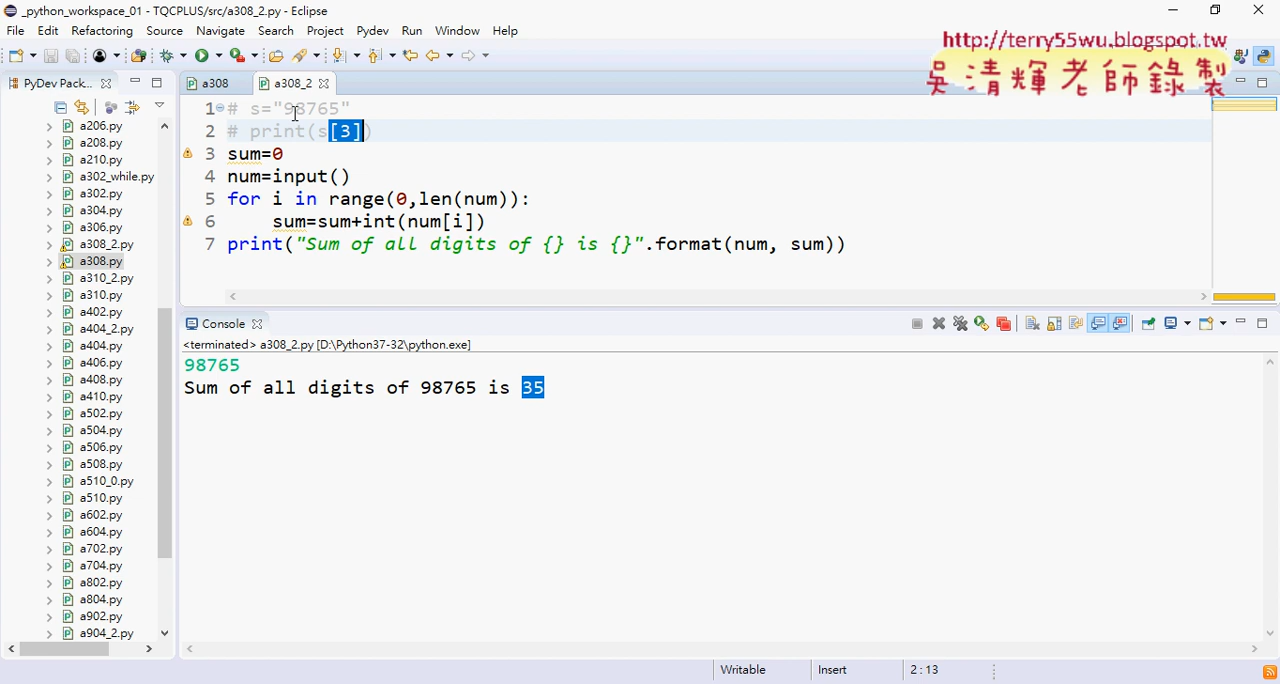 _python_workspace_01 - TQCPLUS/src/a308_2.py - Eclipse
File Edit Refactoring Source Navigate Search Project Pydev Run Window Help
http://terry55wu.blogspot.tw
吳清輝老師錄製
PyDev Pack...
a308
a308_2
a206.py
a208.py
a210.py
a302_while.py
a302.py
a304.py
a306.py
a308_2.py
a308.py
a310_2.py
a310.py
a402.py
a404_2.py
a404.py
a406.py
a408.py
a410.py
a502.py
a504.py
a506.py
a508.py
a510_0.py
a510.py
a602.py
a604.py
a702.py
a704.py
a802.py
a804.py
a902.py
a904_2.py
1 # s="98765"
2 # print(s[3])
3 sum=0
4 num=input()
5 for i in range(0,len(num)):
6 sum=sum+int(num[i])
7 print("Sum of all digits of {} is {}".format(num, sum))
Console
<terminated> a308_2.py [D:\Python37-32\python.exe]
98765
Sum of all digits of 98765 is 35
Writable Insert 2 : 13